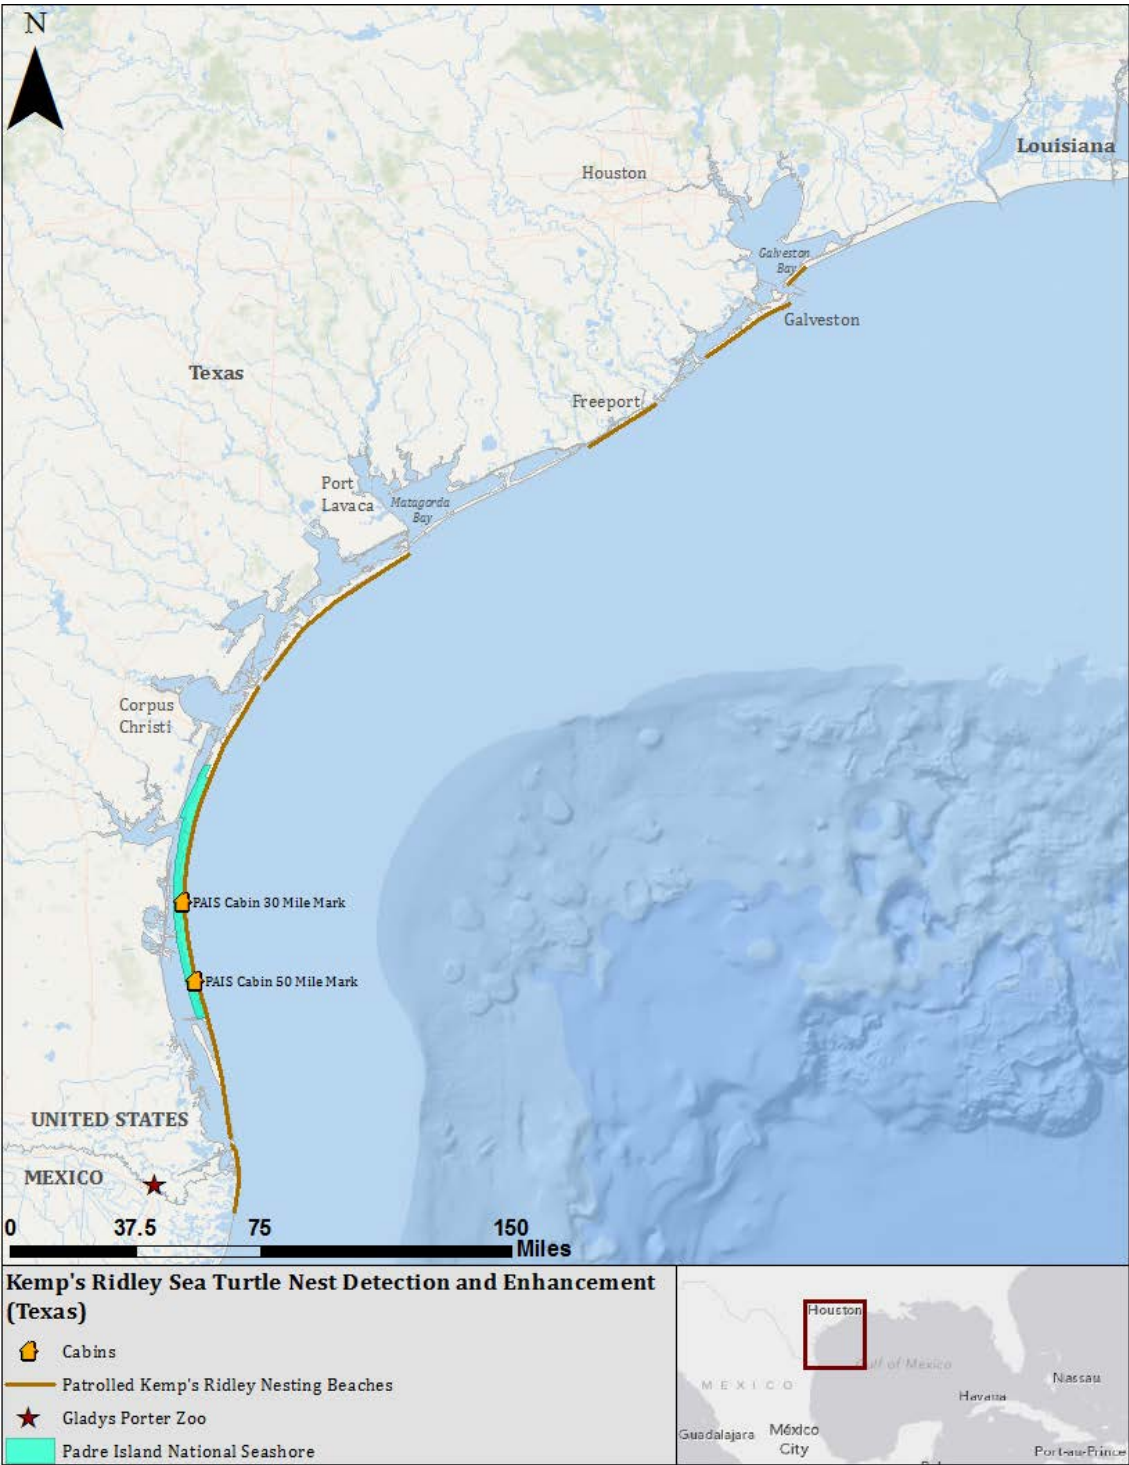 N
Louisiana
Houston
Galveston
Bay
Galveston
Texas
Freeport
Port
Lavaca
Matagorda
Bay
Corpus
Christi
PAIS Cabin 30 Mile Mark
PAIS Cabin 50 Mile Mark
UNITED STATES
MEXICO
0 37.5 75 150
Miles
Kemp's Ridley Sea Turtle Nest Detection and Enhancement
(Texas)
Cabins
Patrolled Kemp's Ridley Nesting Beaches
Gladys Porter Zoo
Padre Island National Seashore
Houston
Gulf of Mexico
MEXICO
Nassau
Havana
Guadalajara
México
City
Port-au-Prince